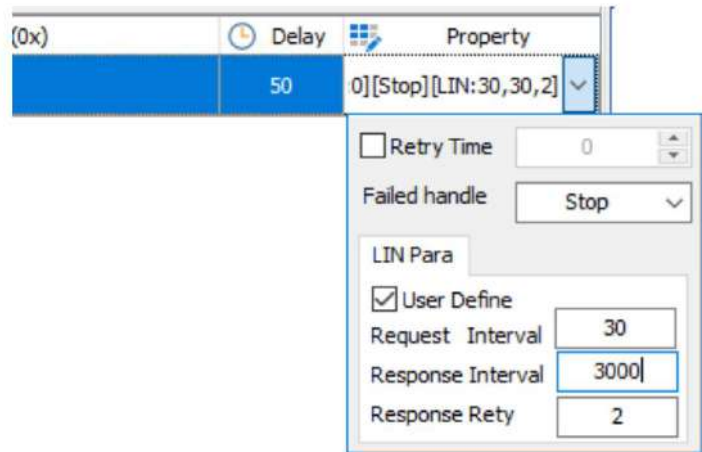 (0x) Delay Property
50 0][Stop][LIN:30,30,2]
Retry Time 0
Failed handle Stop
LIN Para
User Define
Request Interval 30
Response Interval 3000
Response Rety 2